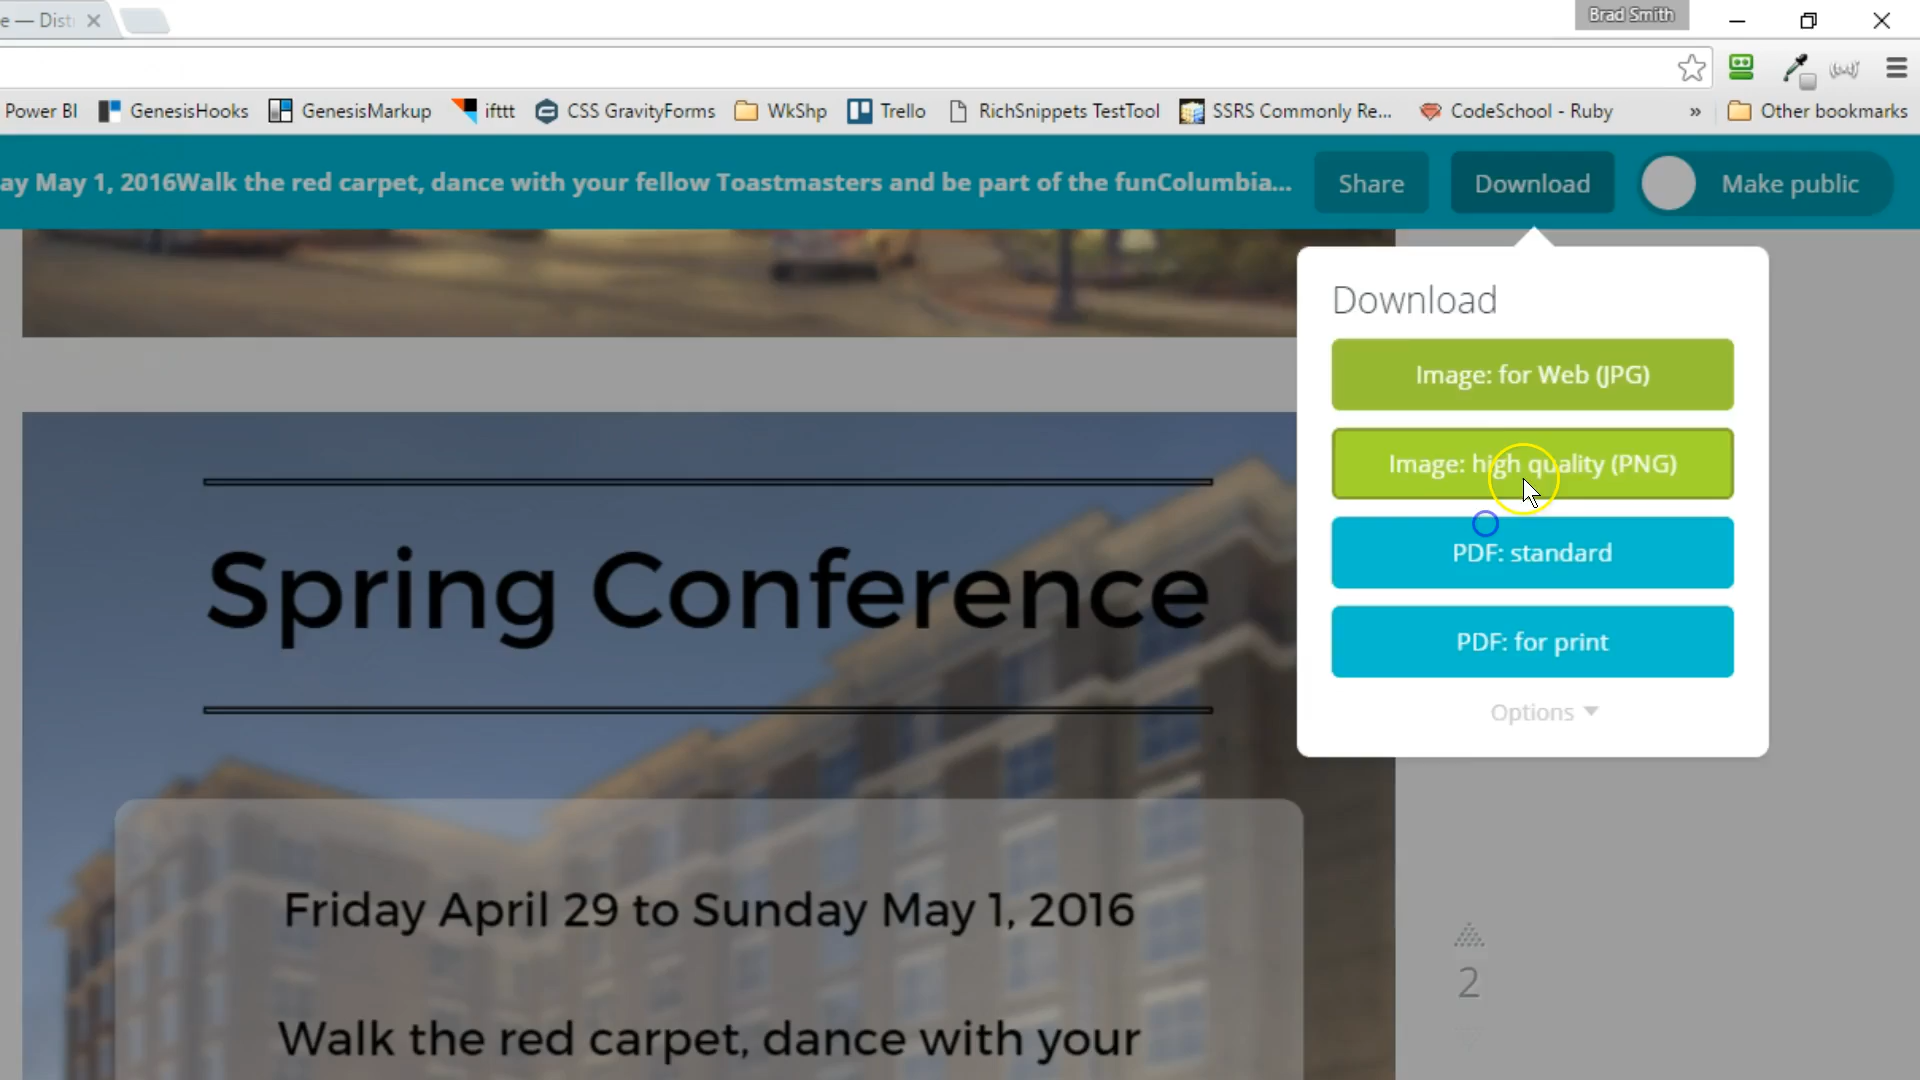 e — Dist
Brad Smith
Power BI GenesisHooks GenesisMarkup ifttt CSS GravityForms WkShp Trello RichSnippets TestTool SSRS Commonly Re... CodeSchool - Ruby » Other bookmarks
ay May 1, 2016Walk the red carpet, dance with your fellow Toastmasters and be part of the funColumbia... Share Download Make public
Download
Image: for Web (JPG)
Image: high quality (PNG)
PDF: standard
PDF: for print
Options
Spring Conference
Friday April 29 to Sunday May 1, 2016
2
Walk the red carpet, dance with your